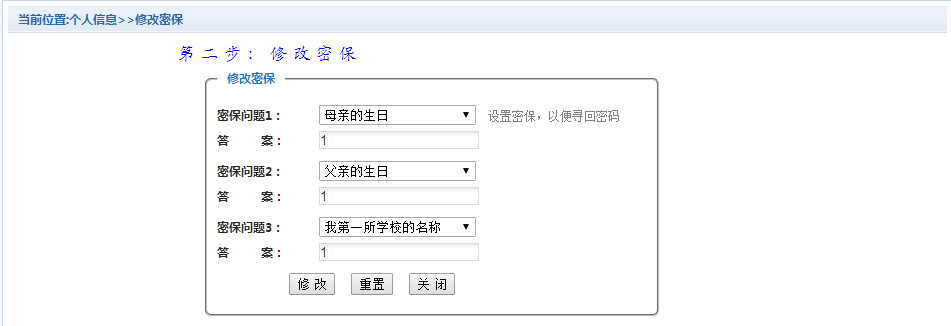 当前位置:个人信息>>修改密保
第二步: 修改密保
修改密保
密保问题1： 母亲的生日 设置密保，以便寻回密码
答 案： 1
密保问题2： 父亲的生日
答 案： 1
密保问题3： 我第一所学校的名称
答 案： 1
修 改 重置 关 闭